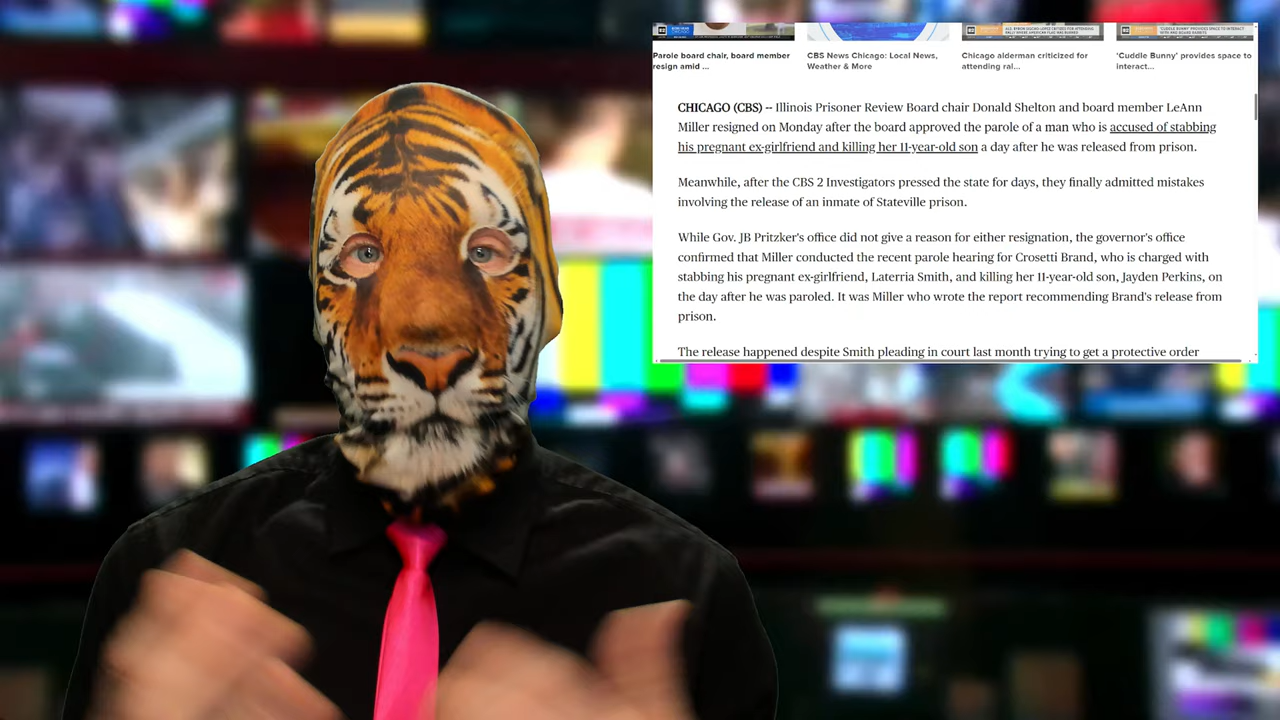 Parole board chair, board member
resign amid ...
CBS News Chicago: Local News,
Weather & More
Chicago alderman criticized for
attending ral...
'Cuddle Bunny' provides space to
interact...
CHICAGO (CBS) -- Illinois Prisoner Review Board chair Donald Shelton and board member LeAnn
Miller resigned on Monday after the board approved the parole of a man who is accused of stabbing
his pregnant ex-girlfriend and killing her 11-year-old son a day after he was released from prison.
Meanwhile, after the CBS 2 Investigators pressed the state for days, they finally admitted mistakes
involving the release of an inmate of Stateville prison.
While Gov. JB Pritzker's office did not give a reason for either resignation, the governor's office
confirmed that Miller conducted the recent parole hearing for Crosetti Brand, who is charged with
stabbing his pregnant ex-girlfriend, Laterria Smith, and killing her 11-year-old son, Jayden Perkins, on
the day after he was paroled. It was Miller who wrote the report recommending Brand's release from
prison.
The release happened despite Smith pleading in court last month trying to get a protective order